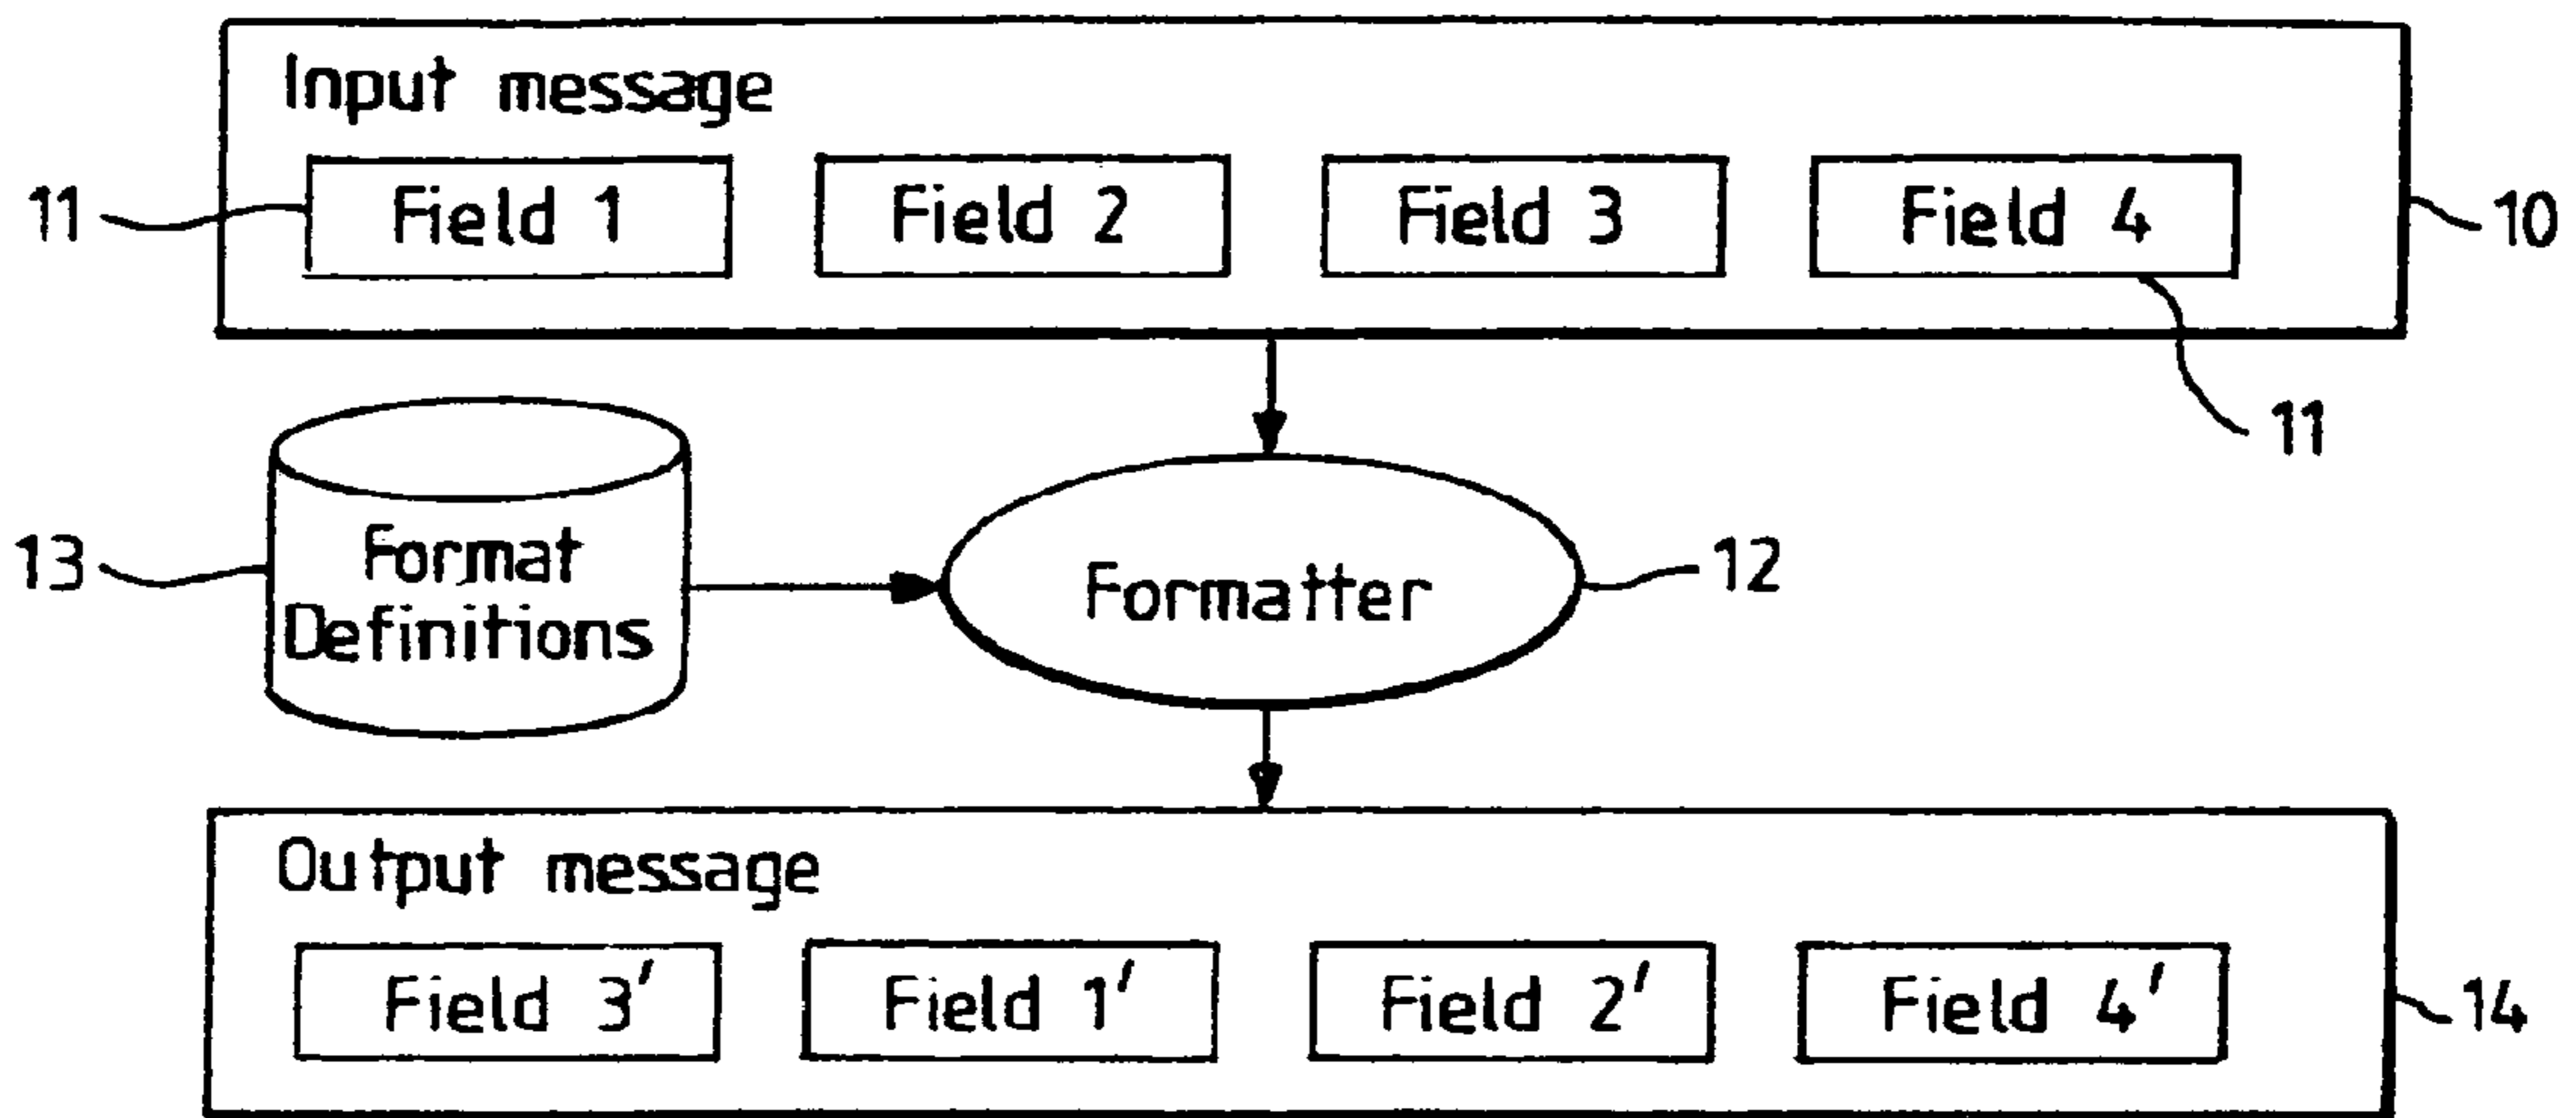 Input message
11 Field 1 Field 2 Field 3 Field 4 10
11
13 Format Definitions
Formatter 12
Output message
Field 3′ Field 1′ Field 2′ Field 4′ 14